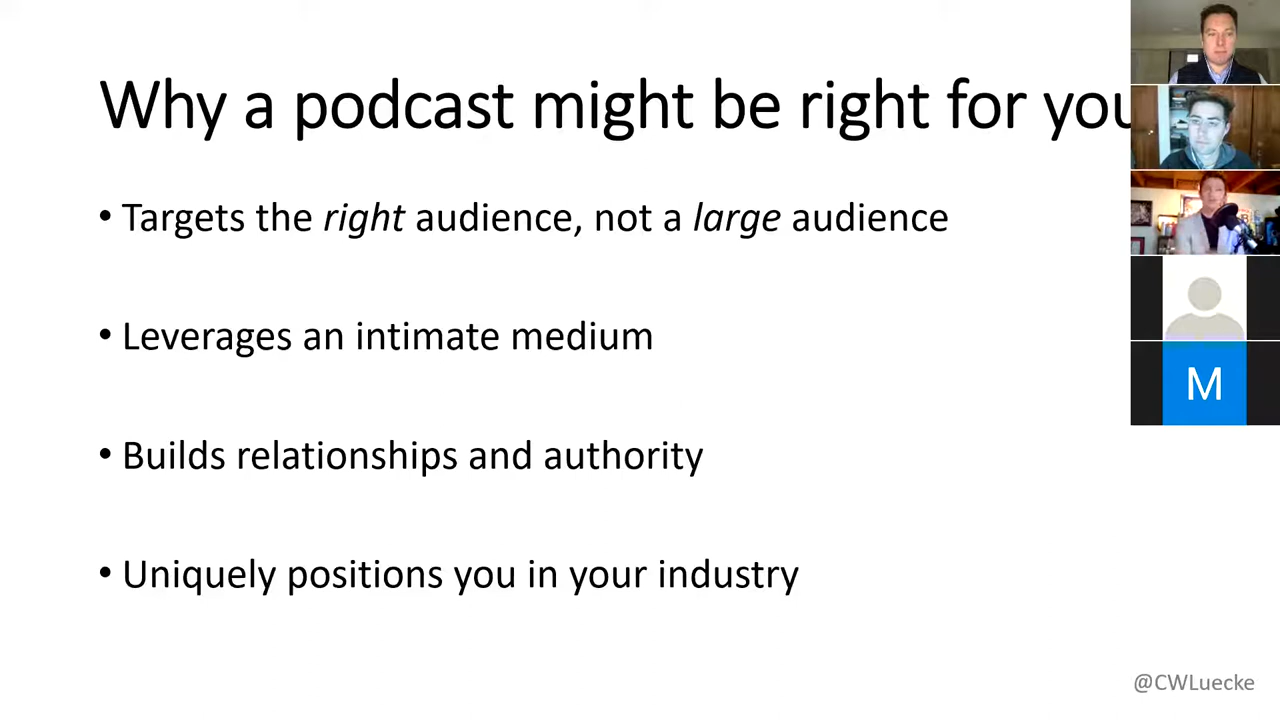 Why a podcast might be right for you
• Targets the right audience, not a large audience
• Leverages an intimate medium
• Builds relationships and authority
• Uniquely positions you in your industry
M
@CWLuecke